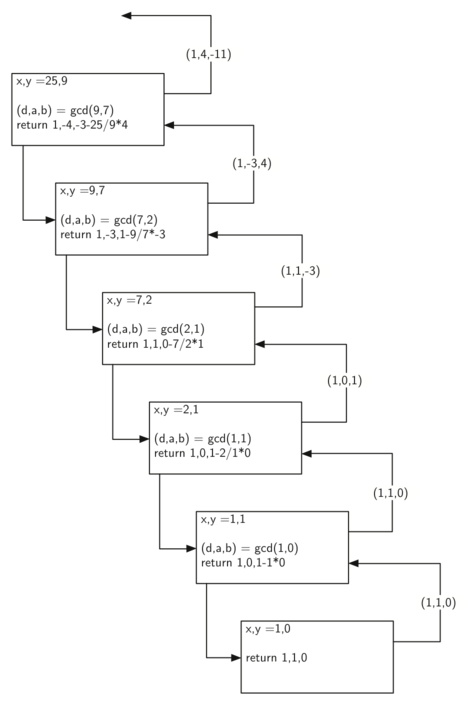 (1,4,-11)
x,y =25,9
(d,a,b) = gcd(9,7)
return 1,-4,-3-25/9*4
(1,-3,4)
x,y =9,7
(d,a,b) = gcd(7,2)
return 1,-3,1-9/7*-3
(1,1,-3)
x,y =7,2
(d,a,b) = gcd(2,1)
return 1,1,0-7/2*1
(1,0,1)
x,y =2,1
(d,a,b) = gcd(1,1)
return 1,0,1-2/1*0
(1,1,0)
x,y =1,1
(d,a,b) = gcd(1,0)
return 1,0,1-1*0
(1,1,0)
x,y =1,0
return 1,1,0